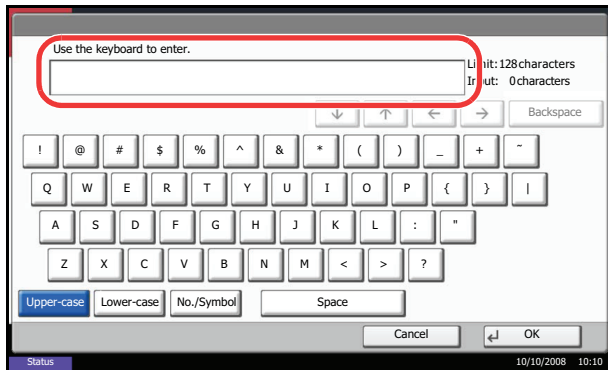 Use the keyboard to enter.
Limit: 128 characters
Input: 0 characters
↓ ↑ ← → Backspace
! @ # $ % ^ & * ( ) _ + ~
Q W E R T Y U I O P { } |
A S D F G H J K L : "
Z X C V B N M < > ?
Upper-case Lower-case No./Symbol Space
Cancel OK
Status 10/10/2008 10:10